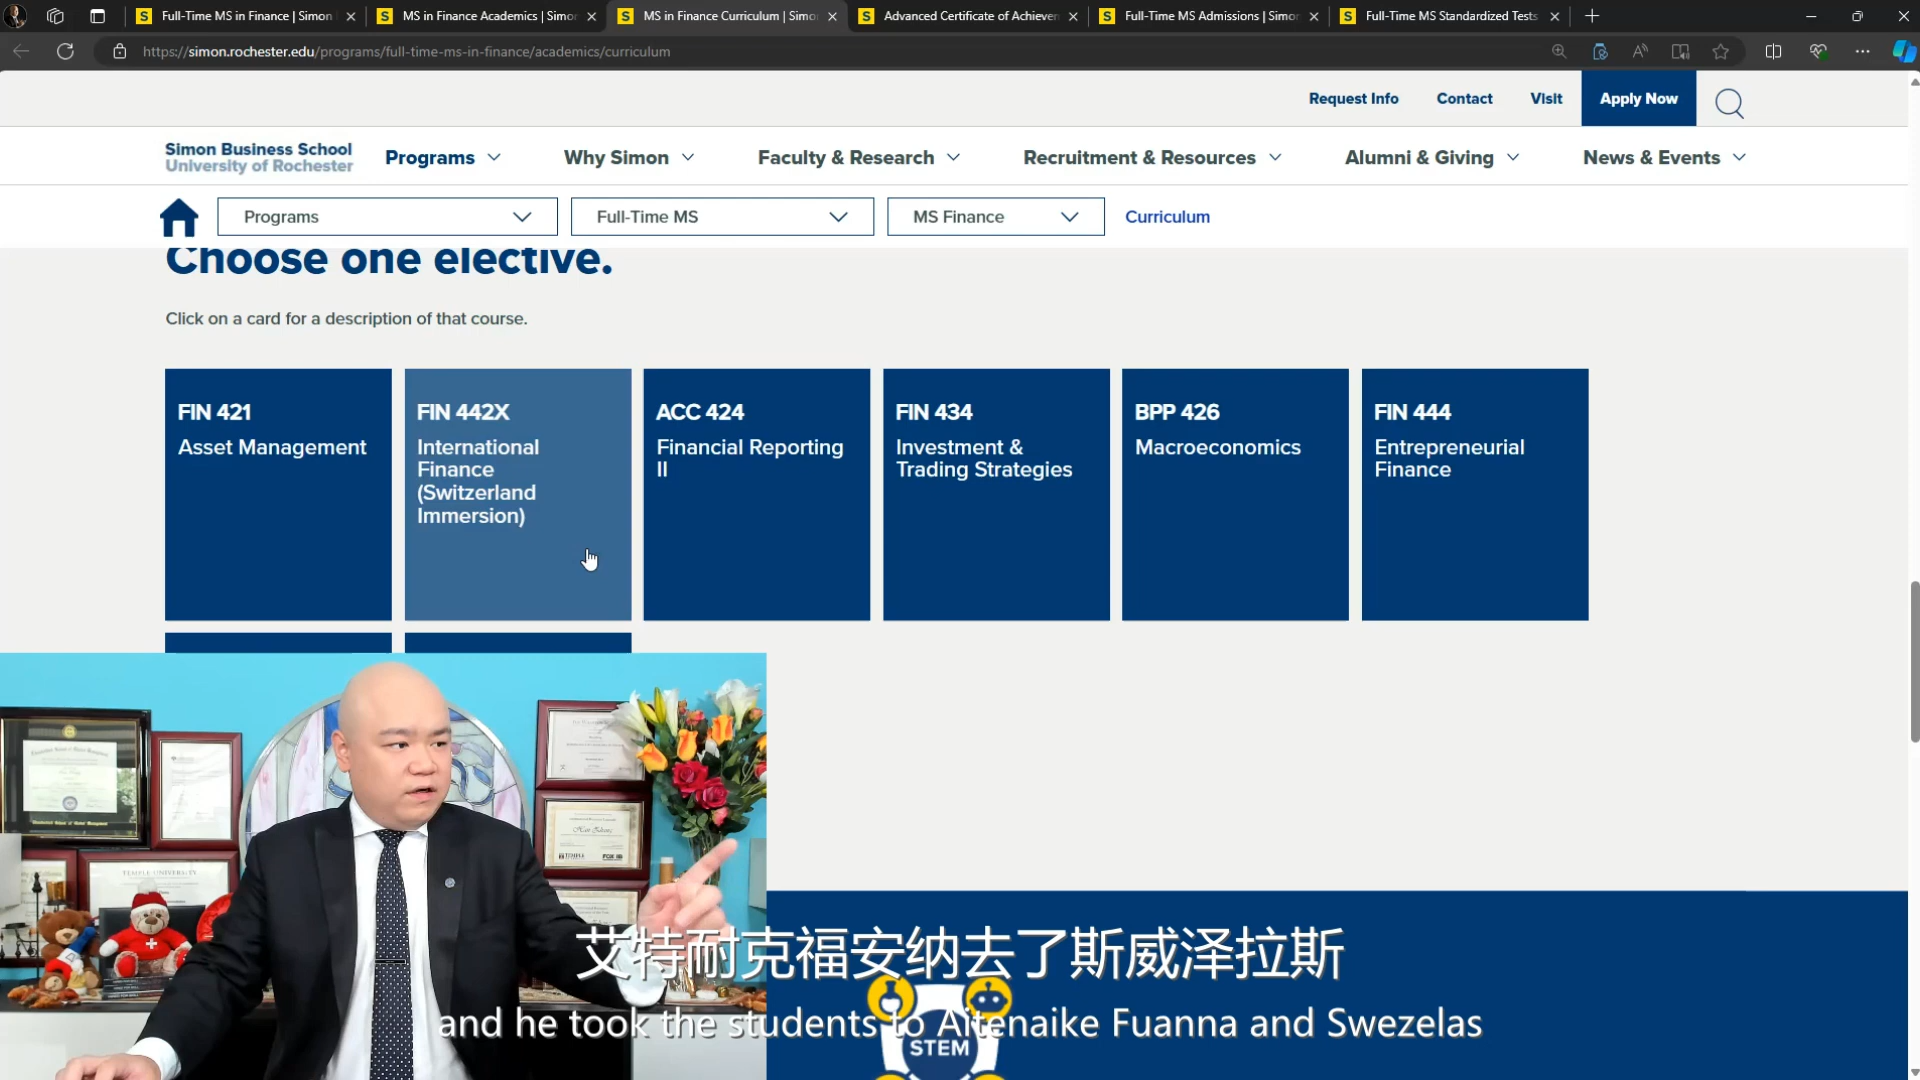 Full-Time MS in Finance | Simon
MS in Finance Academics | Simon
MS in Finance Curriculum | Simo
Advanced Certificate of Achieven
Full-Time MS Admissions | Simon
Full-Time MS Standardized Tests
https://simon.rochester.edu/programs/full-time-ms-in-finance/academics/curriculum
Request Info
Contact
Visit
Apply Now
Simon Business School
University of Rochester
Programs
Why Simon
Faculty & Research
Recruitment & Resources
Alumni & Giving
News & Events
Programs
Full-Time MS
MS Finance
Curriculum
Choose one elective.
Click on a card for a description of that course.
FIN 421
Asset Management
FIN 442X
International
Finance
(Switzerland
Immersion)
ACC 424
Financial Reporting
II
FIN 434
Investment &
Trading Strategies
BPP 426
Macroeconomics
FIN 444
Entrepreneurial
Finance
TEMPLE UNIVERSITY
TEMPLE
FOX
艾特耐克福安纳去了斯威泽拉斯
and he took the students to Aitenaike Fuanna and Swezelas
STEM